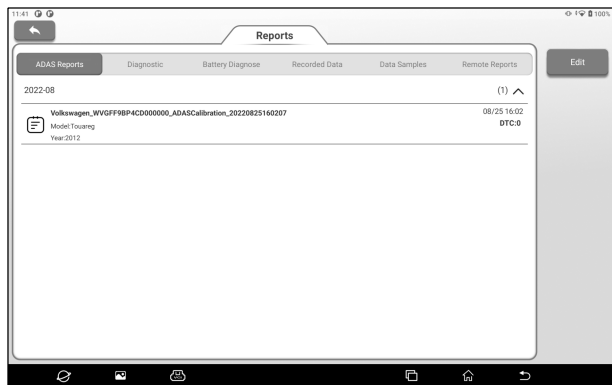 11:41 100%
Reports
ADAS Reports Diagnostic Battery Diagnose Recorded Data Data Samples Remote Reports Edit
2022-08 (1)
Volkswagen_WVGFF9BP4CD000000_ADASCalibration_20220825160207 08/25 16:02
Model:Touareg DTC:0
Year:2012